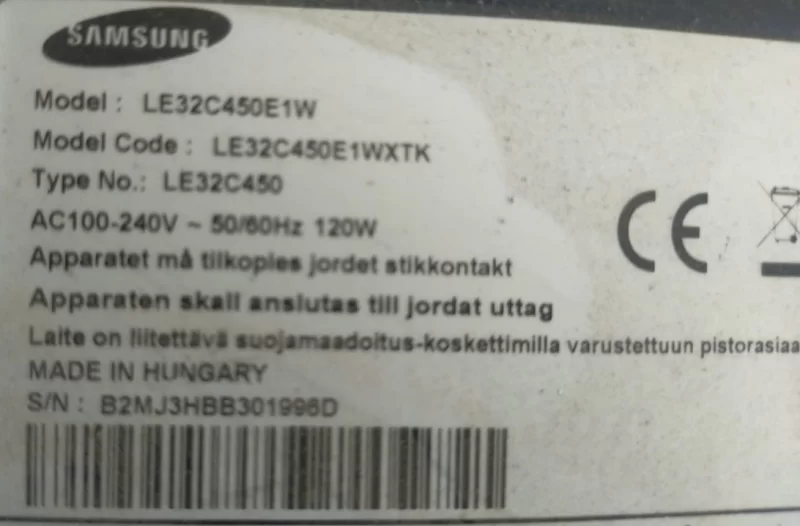 SAMSUNG
Model : LE32C450E1W
Model Code : LE32C450E1WXTK
Type No.: LE32C450
AC100-240V ~ 50/60Hz 120W
Apparatet må tilkoples jordet stikkontakt
Apparaten skall anslutas till jordat uttag
Laite on liitettävä suojamaadoitus-koskettimilla varustettuun pistorasiaa
MADE IN HUNGARY
S/N : B2MJ3HBB301996D
CE